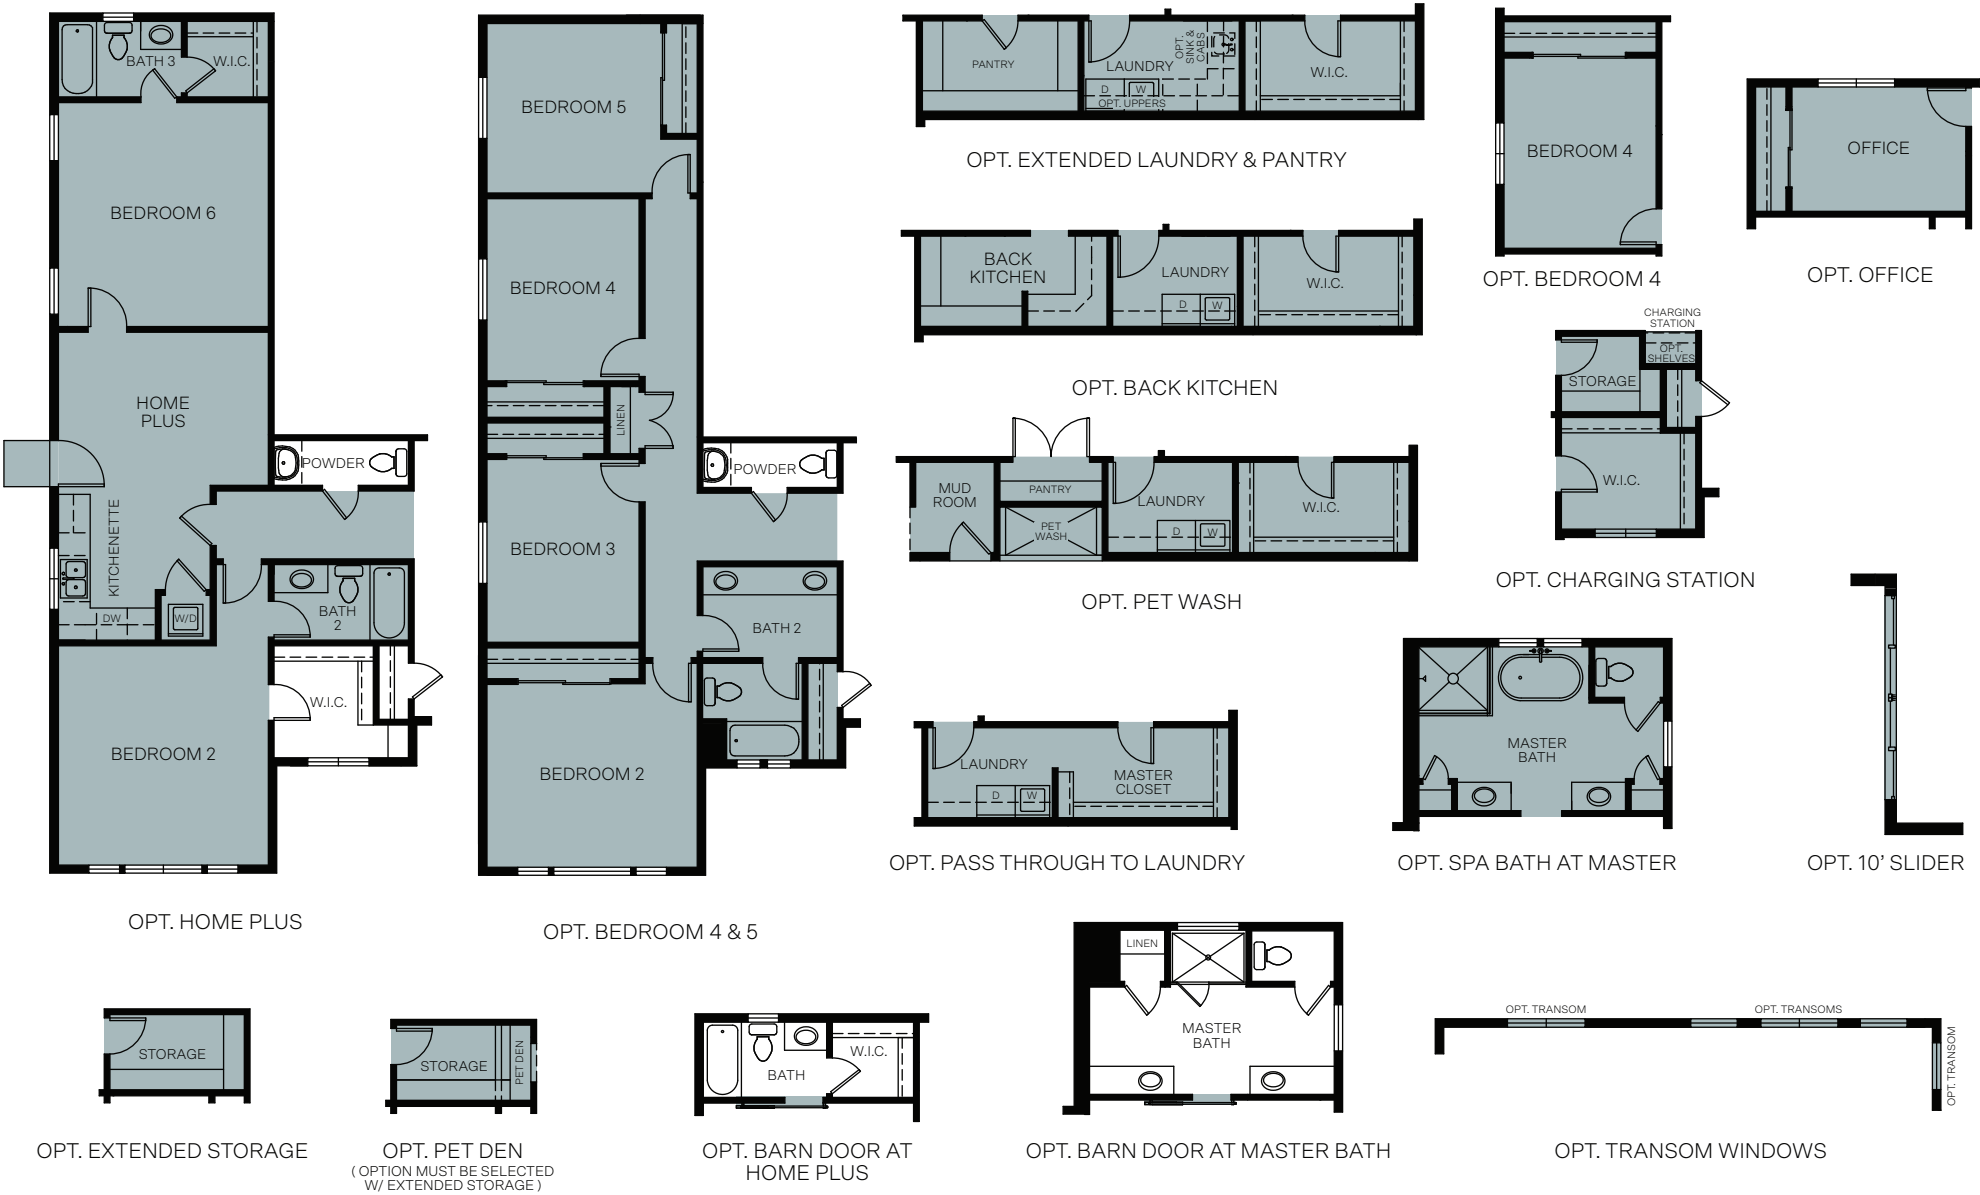 BATH 3
W.I.C.
BEDROOM 6
HOME
PLUS
POWDER
KITCHENETTE
DW
W/D
BATH
2
W.I.C.
BEDROOM 2
OPT. HOME PLUS
BEDROOM 5
BEDROOM 4
LINEN
POWDER
BEDROOM 3
BATH 2
BEDROOM 2
OPT. BEDROOM 4 & 5
PANTRY
LAUNDRY
OPT.
SINK &
CABS
D
W
OPT. UPPERS
W.I.C.
OPT. EXTENDED LAUNDRY & PANTRY
BACK
KITCHEN
LAUNDRY
D
W
W.I.C.
OPT. BACK KITCHEN
MUD
ROOM
PANTRY
PET
WASH
LAUNDRY
D
W
W.I.C.
OPT. PET WASH
LAUNDRY
D
W
MASTER
CLOSET
OPT. PASS THROUGH TO LAUNDRY
BEDROOM 4
OPT. BEDROOM 4
OFFICE
OPT. OFFICE
CHARGING
STATION
OPT.
SHELVES
STORAGE
W.I.C.
OPT. CHARGING STATION
MASTER
BATH
OPT. SPA BATH AT MASTER
OPT. 10’ SLIDER
STORAGE
OPT. EXTENDED STORAGE
STORAGE
PET DEN
OPT. PET DEN
( OPTION MUST BE SELECTED
W/ EXTENDED STORAGE )
BATH
W.I.C.
OPT. BARN DOOR AT
HOME PLUS
LINEN
MASTER
BATH
OPT. BARN DOOR AT MASTER BATH
OPT. TRANSOM
OPT. TRANSOMS
OPT. TRANSOM
OPT. TRANSOM WINDOWS